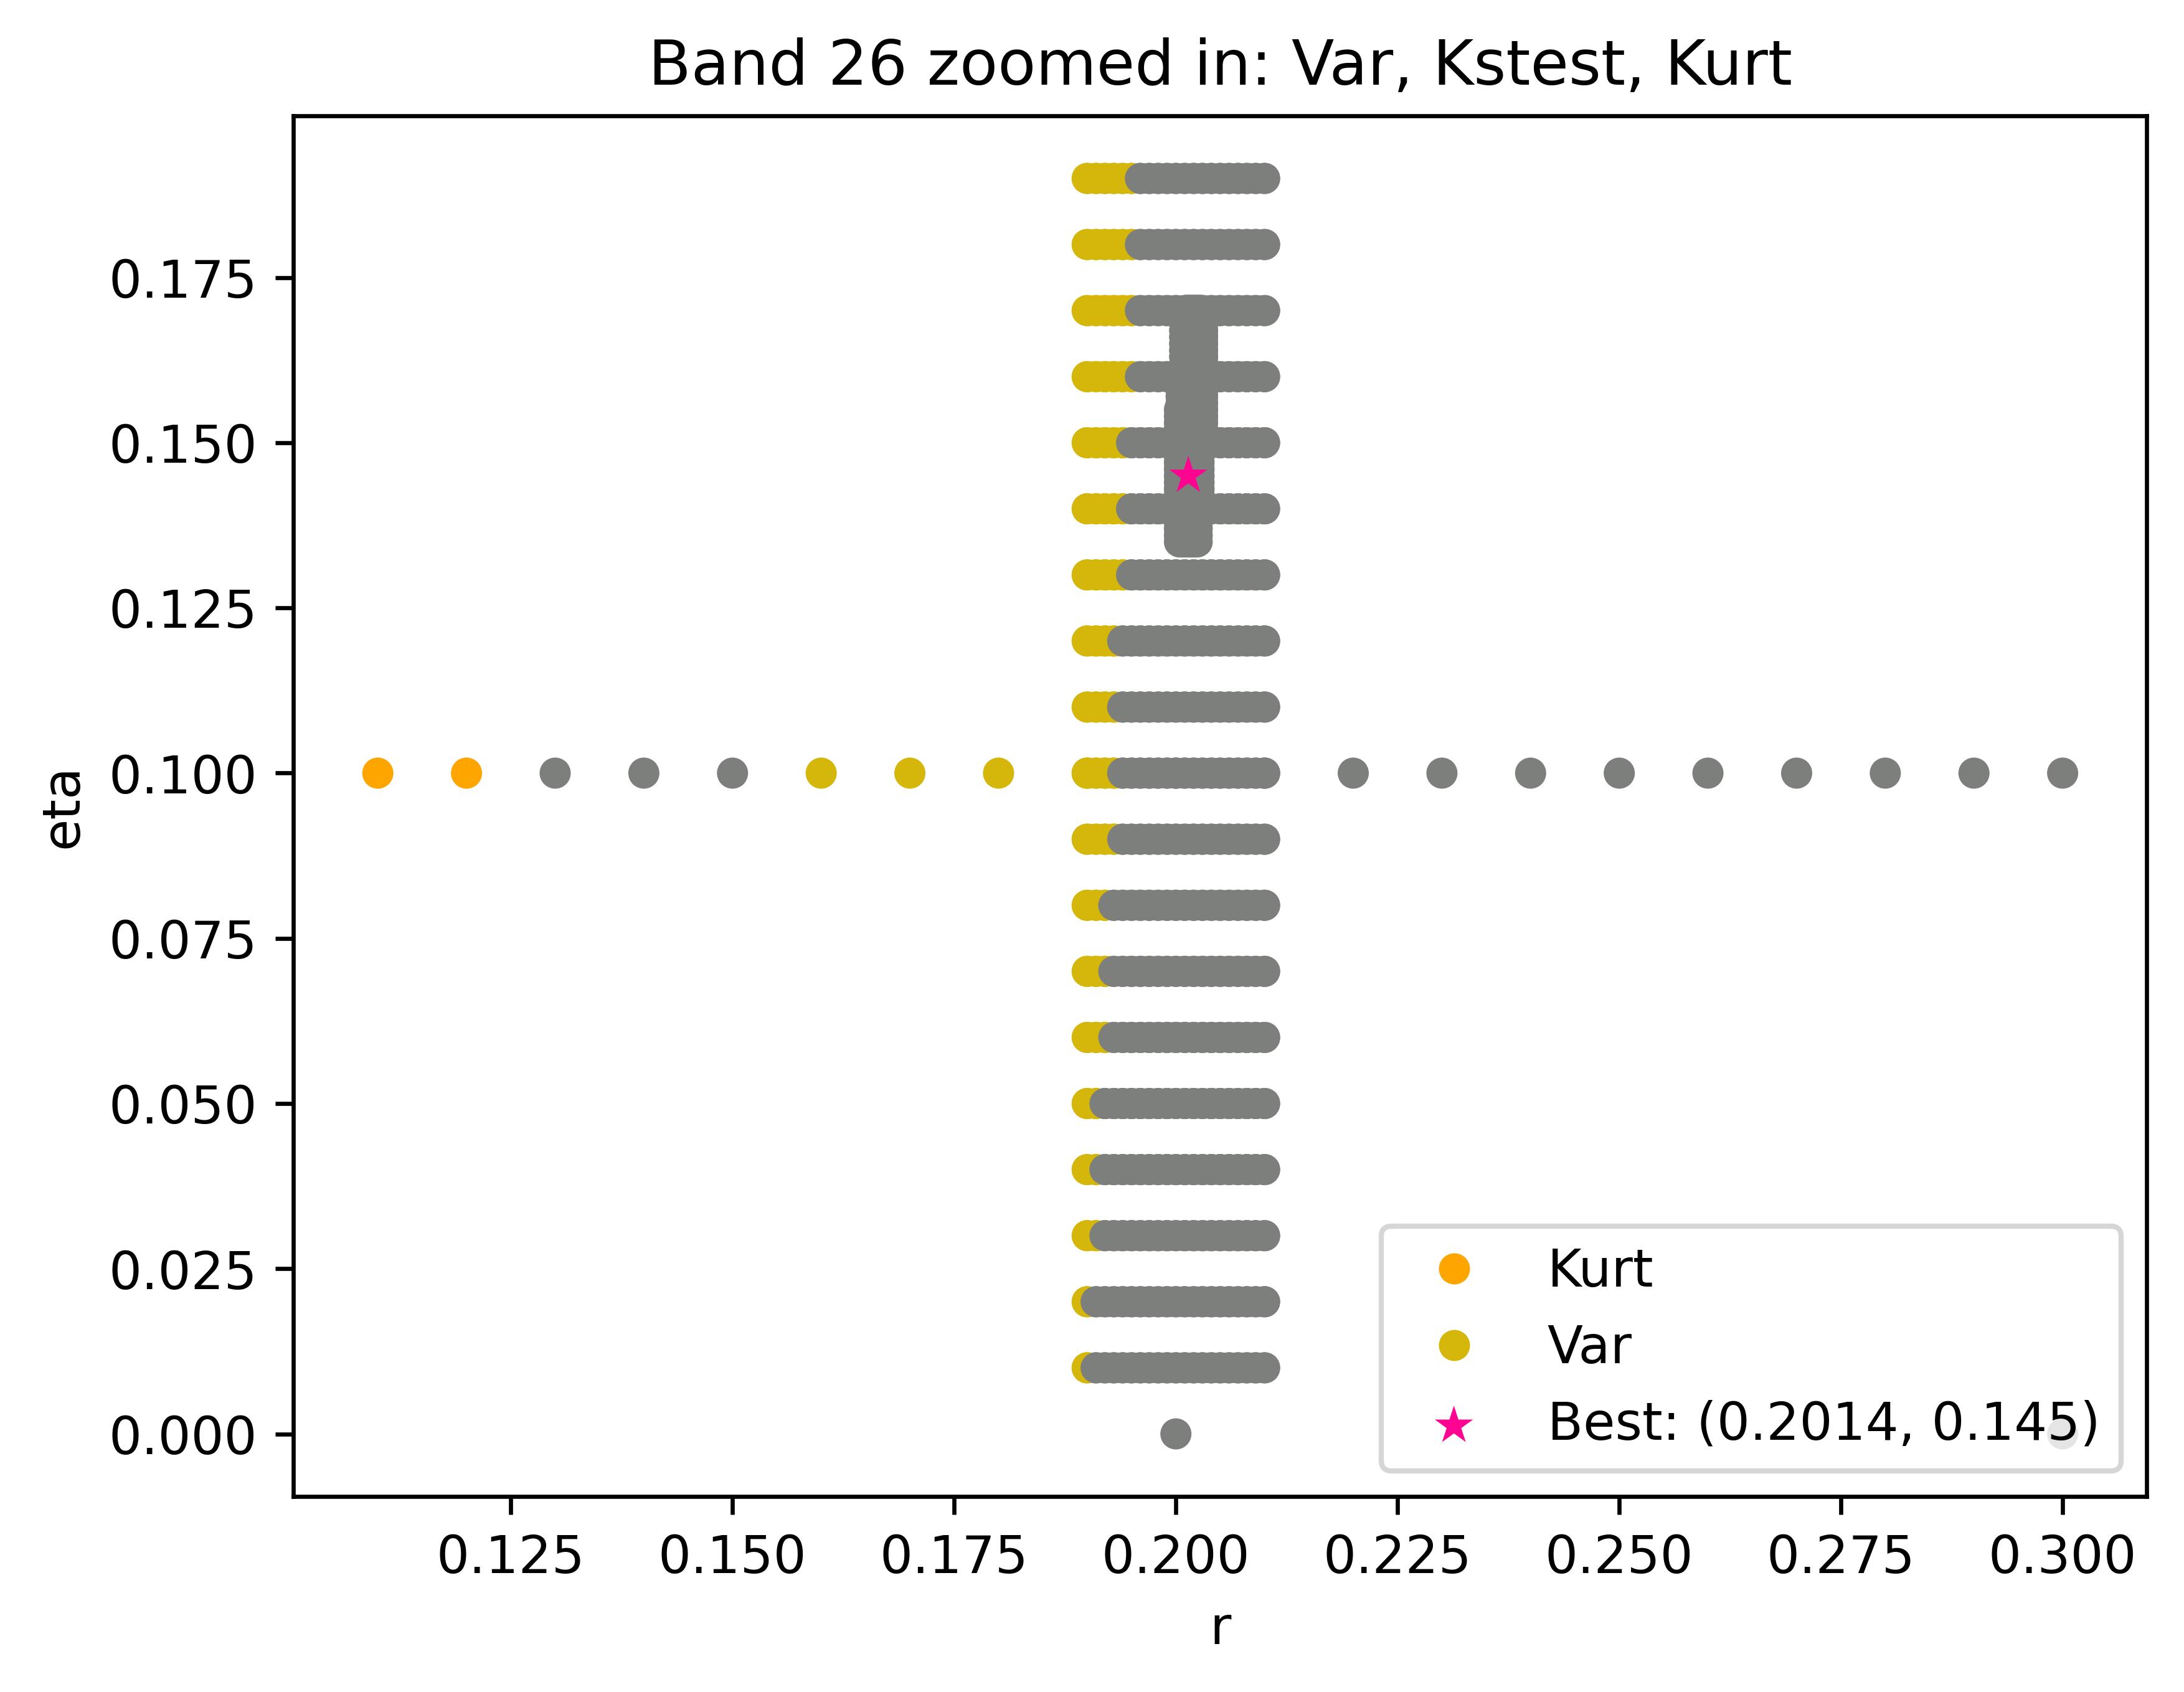 Band 26 zoomed in: Var, Kstest, Kurt
eta
0.175
0.150
0.125
0.100
0.075
0.050
0.025
0.000
Kurt
Var
Best: (0.2014, 0.145)
0.125 0.150 0.175 0.200 0.225 0.250 0.275 0.300
r